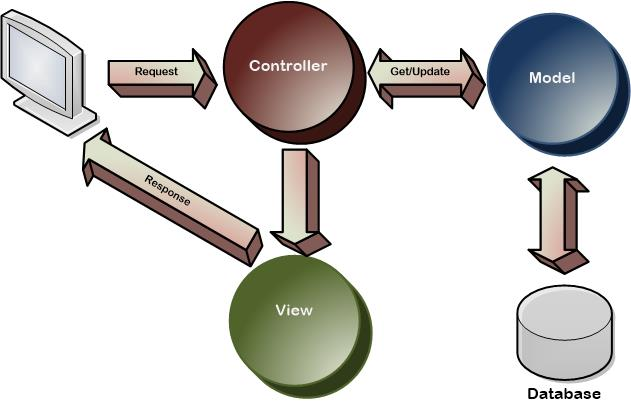 Request
Controller
Get/Update
Model
Response
View
Database